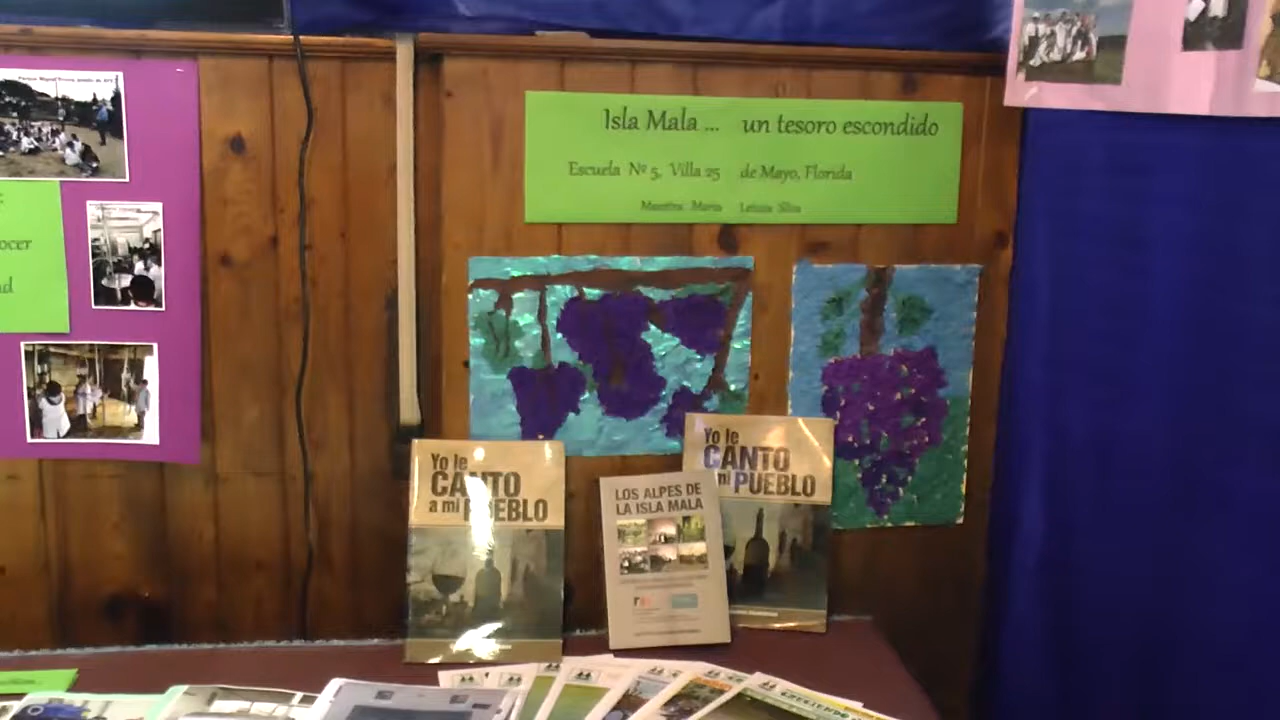 Isla Mala ... un tesoro escondido
Escuela Nº 5, Villa 25 de Mayo, Florida
Maestra María Leticia Silva
ocer
d
Yo le
CANTO
a mi PUEBLO
LOS ALPES DE
LA ISLA MALA
Yo le
CANTO
mi PUEBLO
CRECIENDO